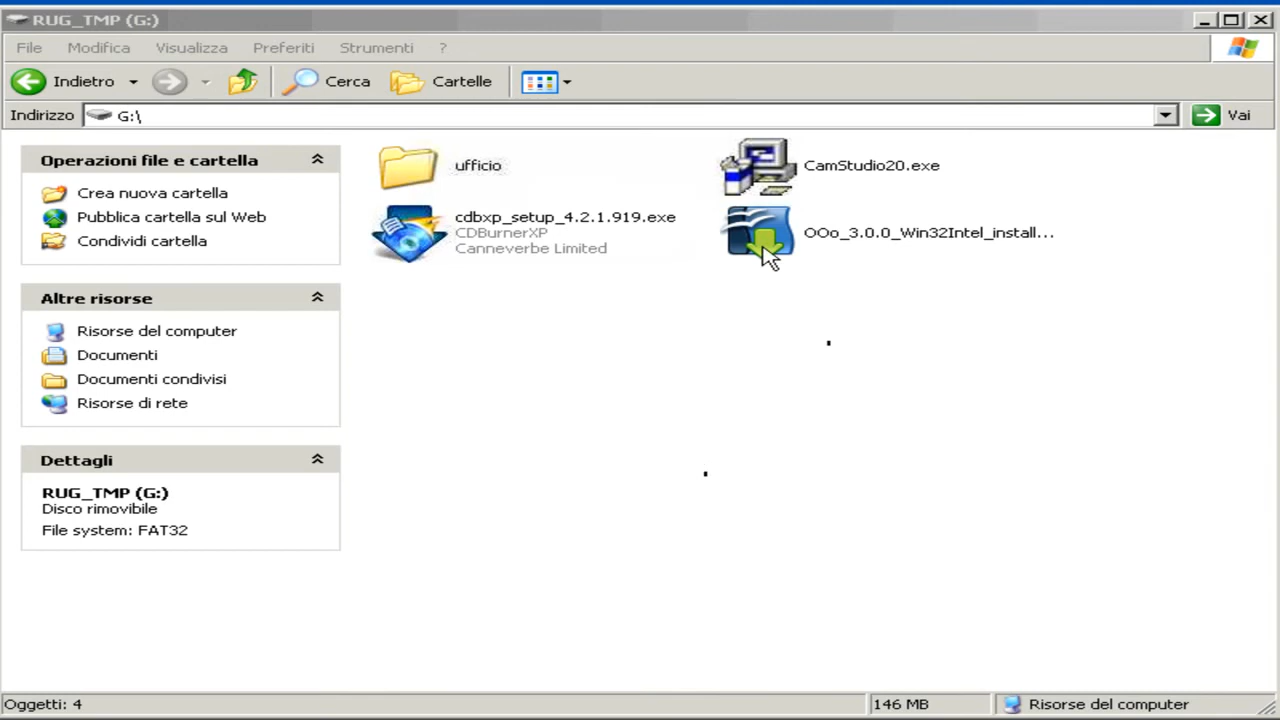 RUG_TMP (G:)
File Modifica Visualizza Preferiti Strumenti ?
Indietro Cerca Cartelle
Indirizzo G:\ Vai
Operazioni file e cartella
Crea nuova cartella
Pubblica cartella sul Web
Condividi cartella
Altre risorse
Risorse del computer
Documenti
Documenti condivisi
Risorse di rete
Dettagli
RUG_TMP (G:)
Disco rimovibile
File system: FAT32
ufficio
CamStudio20.exe
cdbxp_setup_4.2.1.919.exe
CDBurnerXP
Canneverbe Limited
OOo_3.0.0_Win32Intel_install...
Oggetti: 4 146 MB Risorse del computer